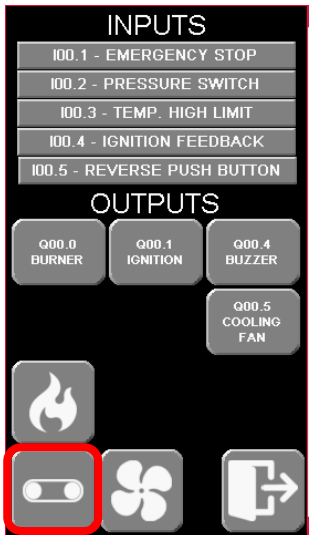 INPUTS
I00.1 - EMERGENCY STOP
I00.2 - PRESSURE SWITCH
I00.3 - TEMP. HIGH LIMIT
I00.4 - IGNITION FEEDBACK
I00.5 - REVERSE PUSH BUTTON
OUTPUTS
Q00.0
BURNER
Q00.1
IGNITION
Q00.4
BUZZER
Q00.5
COOLING
FAN